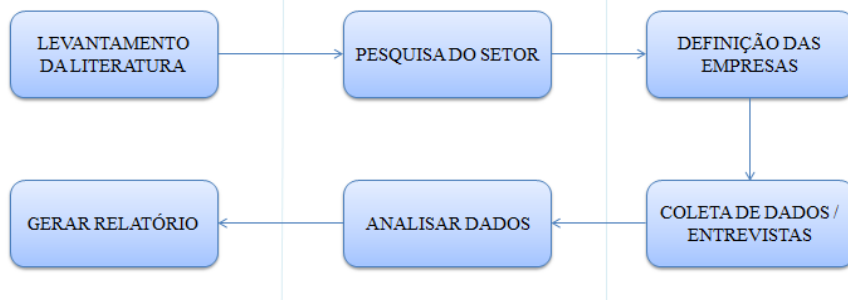 LEVANTAMENTO
DA LITERATURA
PESQUISA DO SETOR
DEFINIÇÃO DAS
EMPRESAS
COLETA DE DADOS /
ENTREVISTAS
ANALISAR DADOS
GERAR RELATÓRIO